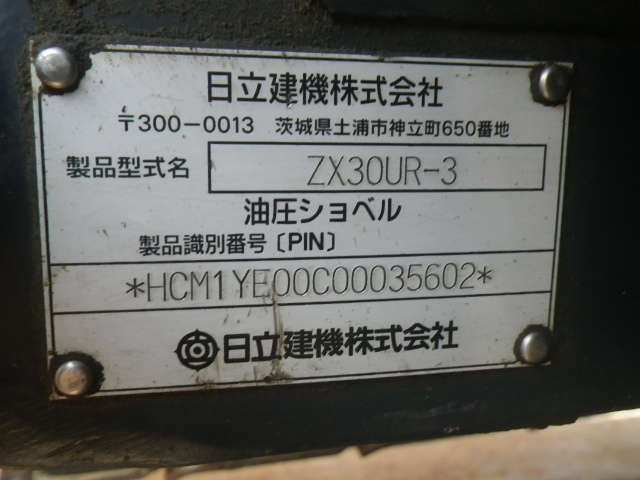 日立建機株式会社
〒300-0013 茨城県土浦市神立町650番地
製品型式名 ZX30UR-3
油圧ショベル
製品識別番号〔PIN〕
*HCM1YE00C00035602*
日立建機株式会社